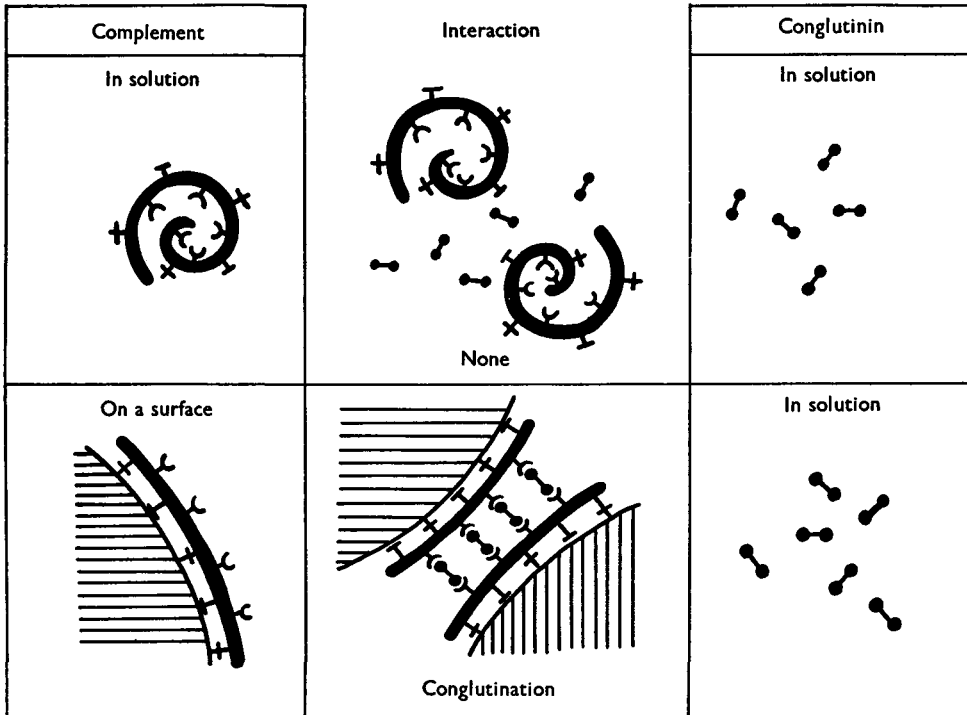 Complement
Interaction
Conglutinin
In solution
In solution
None
On a surface
In solution
Conglutination